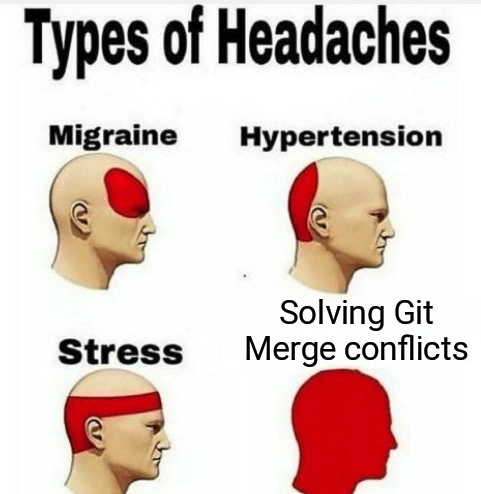 Types of Headaches
Migraine
Hypertension
Stress
Solving Git
Merge conflicts